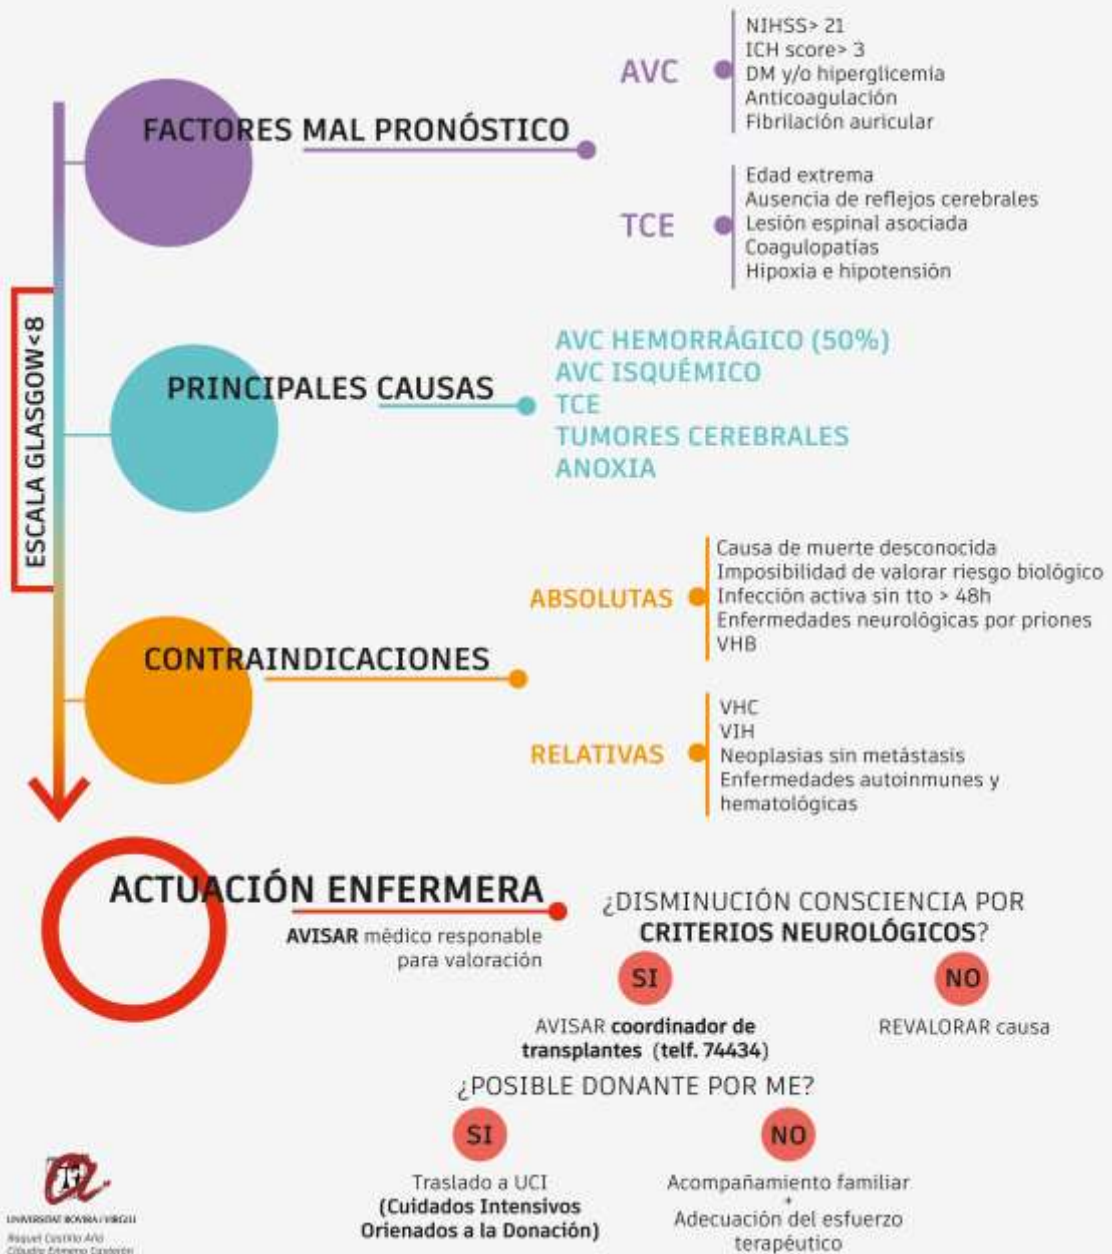 FACTORES MAL PRONÓSTICO
AVC
NIHSS> 21
ICH score> 3
DM y/o hiperglicemia
Anticoagulación
Fibrilación auricular
TCE
Edad extrema
Ausencia de reflejos cerebrales
Lesión espinal asociada
Coagulopatías
Hipoxia e hipotensión
ESCALA GLASGOW<8
PRINCIPALES CAUSAS
AVC HEMORRÁGICO (50%)
AVC ISQUÉMICO
TCE
TUMORES CEREBRALES
ANOXIA
CONTRAINDICACIONES
ABSOLUTAS
Causa de muerte desconocida
Imposibilidad de valorar riesgo biológico
Infección activa sin tto > 48h
Enfermedades neurológicas por priones
VHB
RELATIVAS
VHC
VIH
Neoplasias sin metástasis
Enfermedades autoinmunes y
hematológicas
ACTUACIÓN ENFERMERA
AVISAR médico responable
para valoración
¿DISMINUCIÓN CONSCIENCIA POR
CRITERIOS NEUROLÓGICOS?
SI
AVISAR coordinador de
transplantes (telf. 74434)
NO
REVALORAR causa
¿POSIBLE DONANTE POR ME?
SI
Traslado a UCI
(Cuidados Intensivos
Orienados a la Donación)
NO
Acompañamiento familiar
+
Adecuación del esfuerzo
terapéutico
UNIVERSITAT ROVIRA i VIRGILI
Raquel Castillo
Clàudia